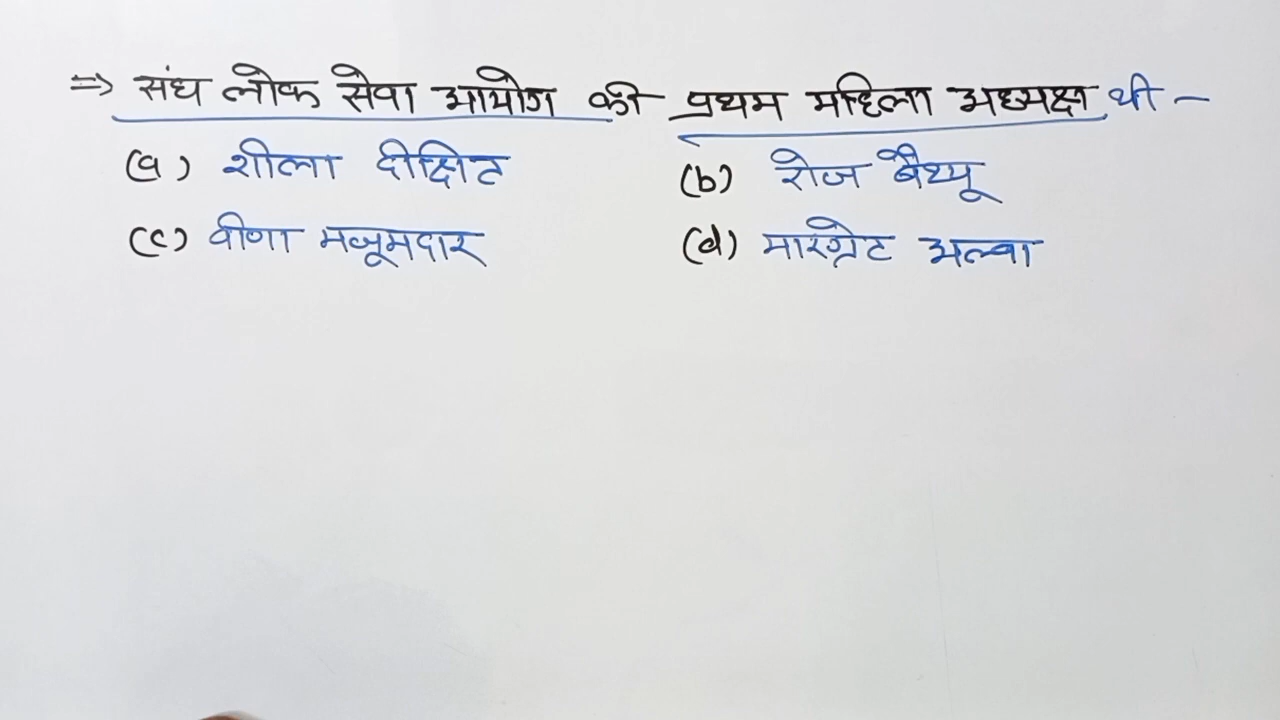 ⇒ संघ लोक सेवा आयोग की प्रथम महिला अध्यक्ष थी –
(a) शीला दीक्षित (b) रोज बैथ्यू
(c) वीणा मजूमदार (d) मारग्रेट अल्वा